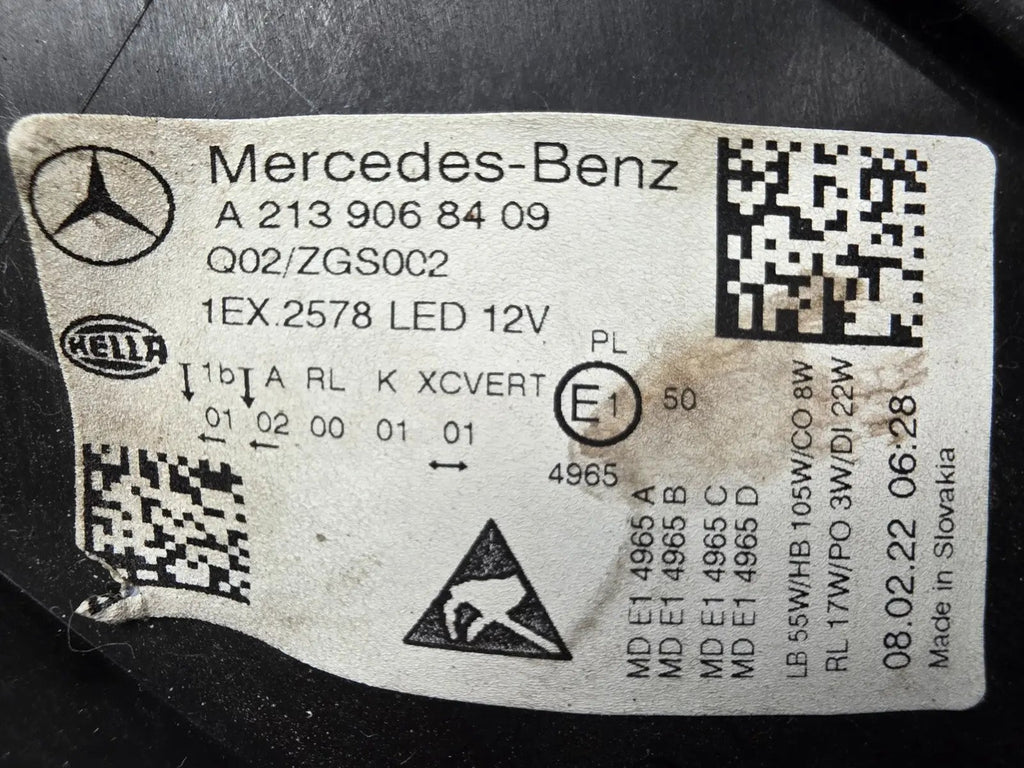 Mercedes-Benz
A 213 906 84 09
Q02/ZGS002
1EX.2578 LED 12V
HELLA
1b A RL K XCVERT
01 02 00 01 01
PL
E1
50
4965
MD E1 4965 A
MD E1 4965 B
MD E1 4965 C
MD E1 4965 D
LB 55W/HB 105W/CO 8W
RL 17W/PO 3W/DI 22W
08.02.22 06:28
Made in Slovakia